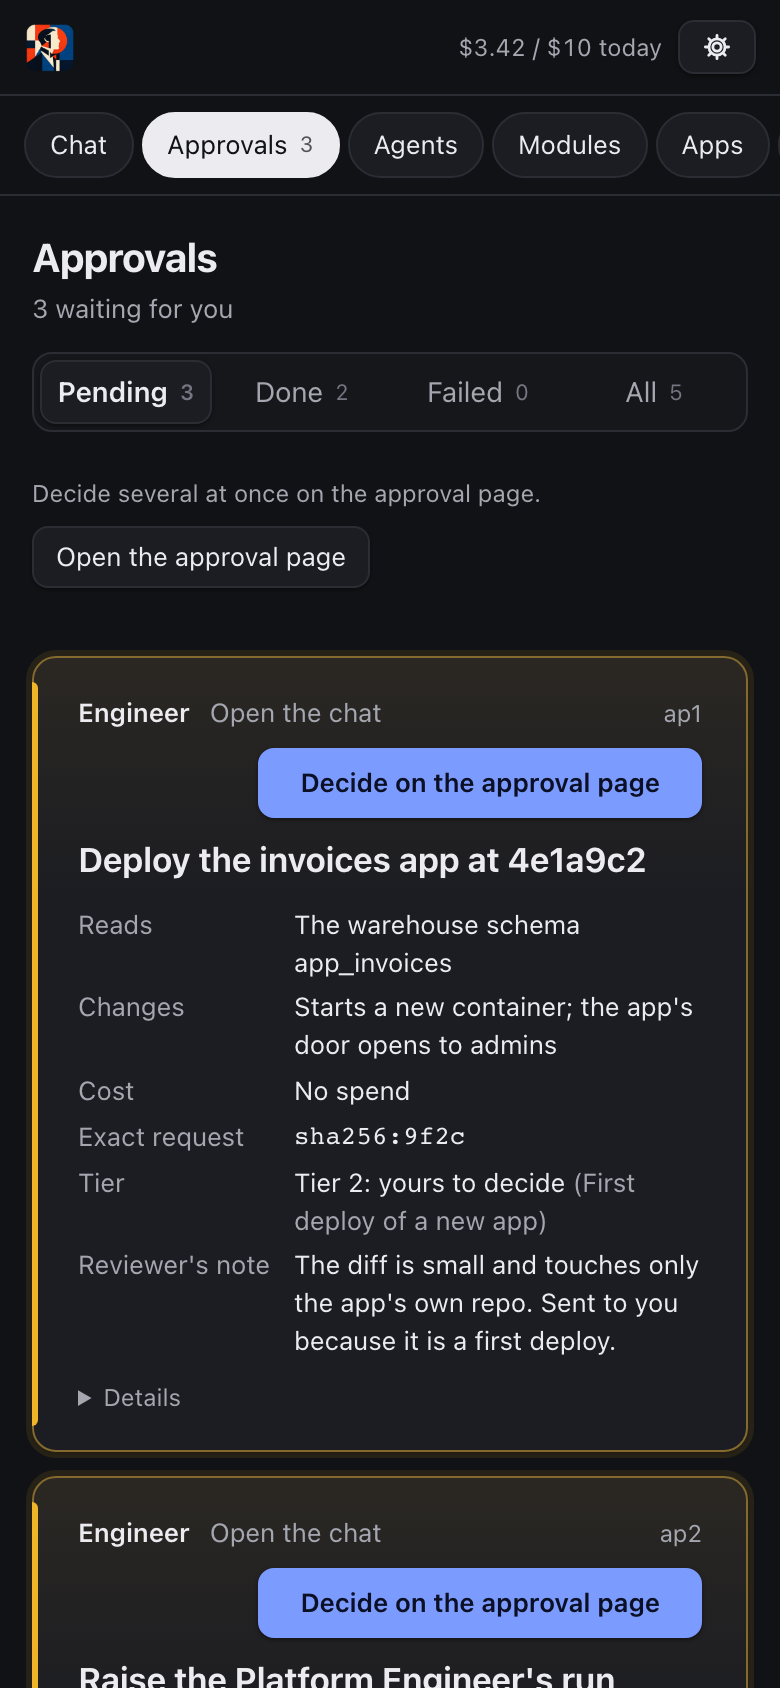 $3.42 / $10 today
Chat
Approvals 3
Agents
Modules
Apps
Approvals
3 waiting for you
Pending 3
Done 2
Failed 0
All 5
Decide several at once on the approval page.
Open the approval page
Engineer Open the chat ap1
Decide on the approval page
Deploy the invoices app at 4e1a9c2
Reads The warehouse schema
app_invoices
Changes Starts a new container; the app's
door opens to admins
Cost No spend
Exact request sha256:9f2c
Tier Tier 2: yours to decide (First
deploy of a new app)
Reviewer's note The diff is small and touches only
the app's own repo. Sent to you
because it is a first deploy.
Details
Engineer Open the chat ap2
Decide on the approval page
Raise the Platform Engineer's run